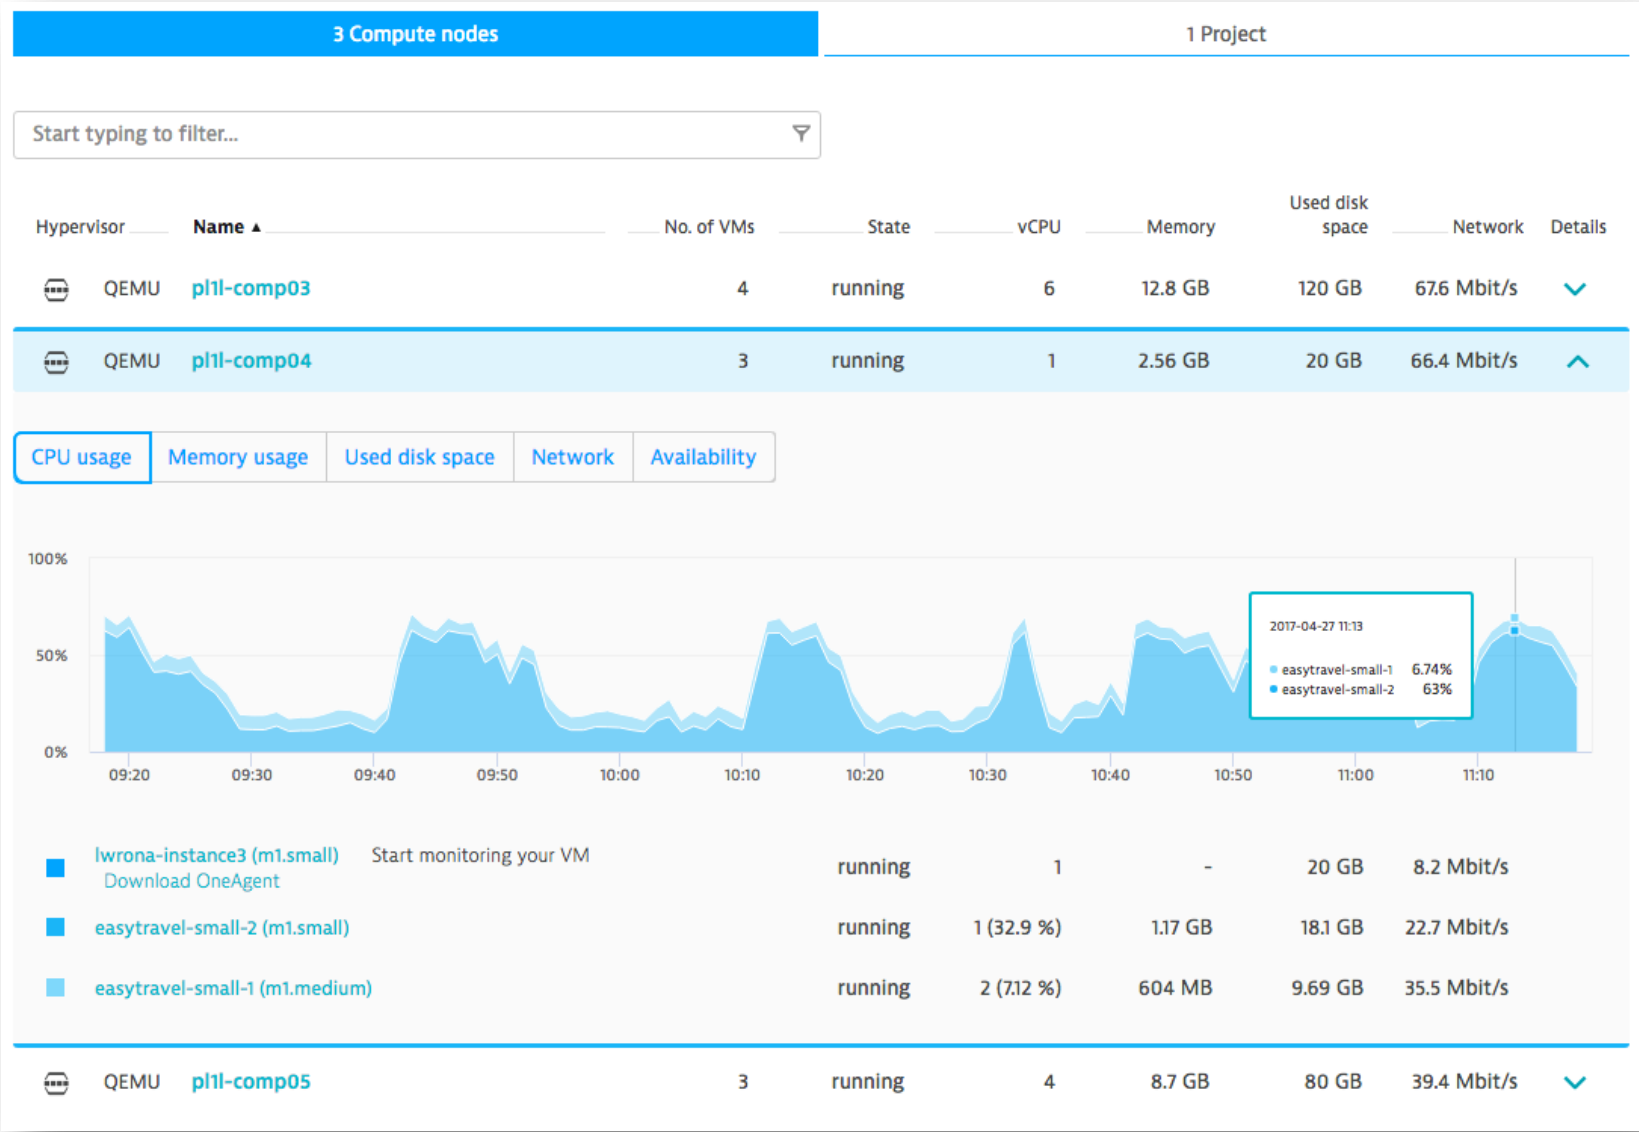 3 Compute nodes 1 Project
Start typing to filter...
Hypervisor Name ▲ No. of VMs State vCPU Memory Used disk space Network Details
QEMU pl1l-comp03 4 running 6 12.8 GB 120 GB 67.6 Mbit/s
QEMU pl1l-comp04 3 running 1 2.56 GB 20 GB 66.4 Mbit/s
CPU usage Memory usage Used disk space Network Availability
100%
50%
0%
2017-04-27 11:13
easytravel-small-1 6.74%
easytravel-small-2 63%
09:20 09:30 09:40 09:50 10:00 10:10 10:20 10:30 10:40 10:50 11:00 11:10
lwrona-instance3 (m1.small) Start monitoring your VM running 1 - 20 GB 8.2 Mbit/s
Download OneAgent
easytravel-small-2 (m1.small) running 1 (32.9 %) 1.17 GB 18.1 GB 22.7 Mbit/s
easytravel-small-1 (m1.medium) running 2 (7.12 %) 604 MB 9.69 GB 35.5 Mbit/s
QEMU pl1l-comp05 3 running 4 8.7 GB 80 GB 39.4 Mbit/s